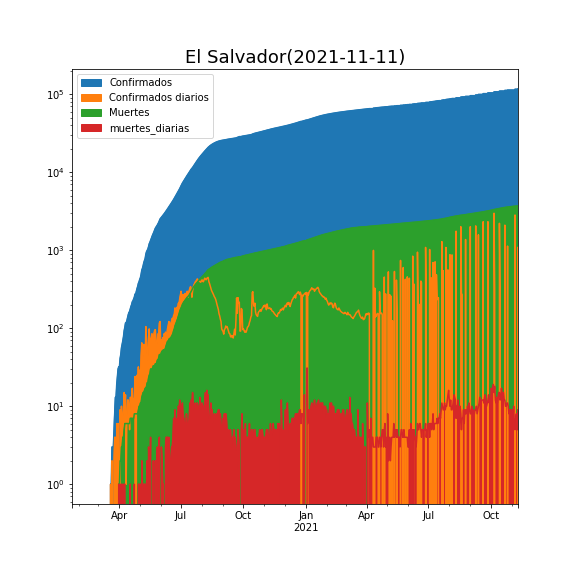 El Salvador(2021-11-11)
Confirmados
Confirmados diarios
Muertes
muertes_diarias
10⁵
10⁴
10³
10²
10¹
10⁰
Apr Jul Oct Jan Apr Jul Oct
2021